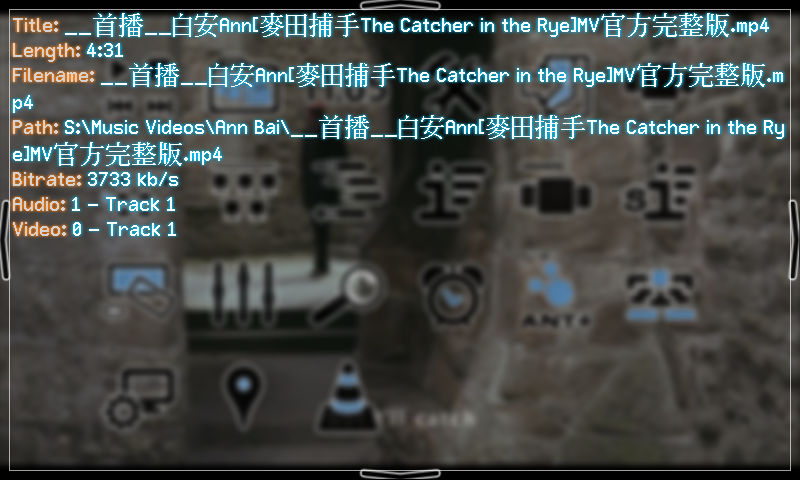 Title: __首播__白安Ann[麥田捕手The Catcher in the Rye]MV官方完整版.mp4
Length: 4:31
Filename: __首播__白安Ann[麥田捕手The Catcher in the Rye]MV官方完整版.m
p4
Path: S:\Music Videos\Ann Bai\__首播__白安Ann[麥田捕手The Catcher in the Ry
e]MV官方完整版.mp4
Bitrate: 3733 kb/s
Audio: 1 - Track 1
Video: 0 - Track 1
ANT+
catch